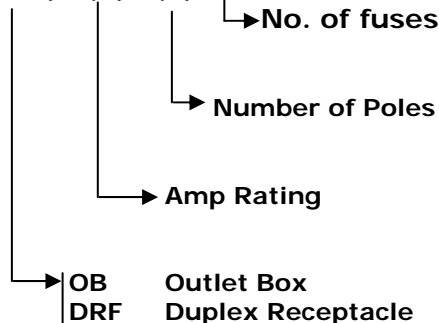 No. of fuses
Number of Poles
Amp Rating
OB Outlet Box
DRF Duplex Receptacle